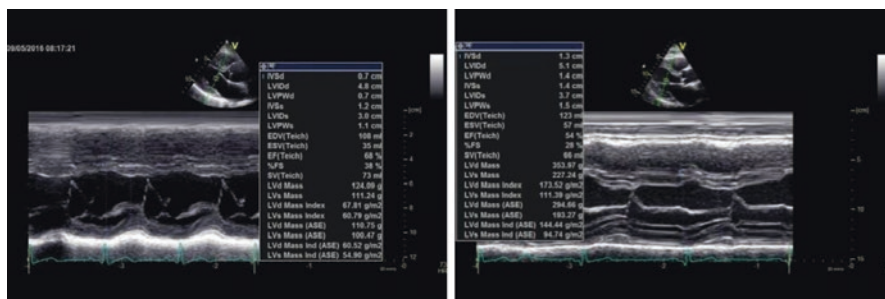 09/05/2016 08:17:21
V
IVSd 0.7 cm
LVIDd 4.8 cm
LVPWd 0.7 cm
IVSs 1.2 cm
LVIDs 3.0 cm
LVPWs 1.1 cm
EDV(Teich) 108 ml
ESV(Teich) 35 ml
EF(Teich) 68 %
%FS 38 %
SV(Teich) 73 ml
LVd Mass 124.09 g
LVs Mass 111.24 g
LVd Mass Index 67.81 g/m2
LVs Mass Index 60.79 g/m2
LVd Mass (ASE) 110.75 g
LVs Mass (ASE) 100.47 g
LVd Mass Ind (ASE) 60.52 g/m2
LVs Mass Ind (ASE) 54.90 g/m2
[cm]
-3
-2
-1
-0
V
IVSd 1.3 cm
LVIDd 5.1 cm
LVPWd 1.4 cm
IVSs 1.4 cm
LVIDs 3.7 cm
LVPWs 1.5 cm
EDV(Teich) 123 ml
ESV(Teich) 57 ml
EF(Teich) 54 %
%FS 28 %
SV(Teich) 66 ml
LVd Mass 353.97 g
LVs Mass 227.24 g
LVd Mass Index 173.52 g/m2
LVs Mass Index 111.39 g/m2
LVd Mass (ASE) 294.66 g
LVs Mass (ASE) 193.27 g
LVd Mass Ind (ASE) 144.44 g/m2
LVs Mass Ind (ASE) 94.74 g/m2
[cm]